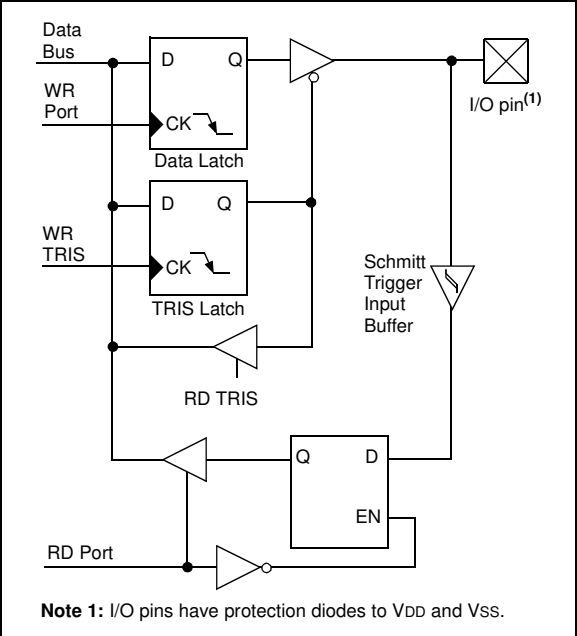 Data
Bus
D
Q
WR
Port
CK
I/O pin(1)
Data Latch
D
Q
WR
TRIS
CK
Schmitt
Trigger
Input
Buffer
TRIS Latch
RD TRIS
Q
D
EN
RD Port
Note 1: I/O pins have protection diodes to VDD and VSS.